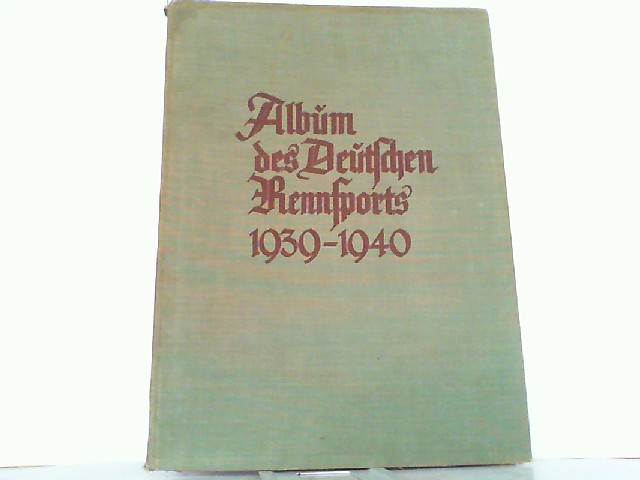 Album
des Deutschen
Rennsports
1939-1940